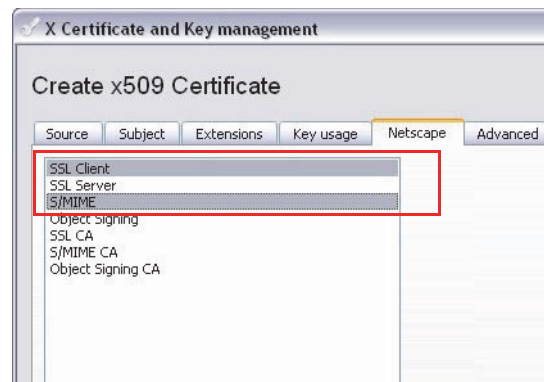 X Certificate and Key management
Create x509 Certificate
Source Subject Extensions Key usage Netscape Advanced
SSL Client
SSL Server
S/MIME
Object Signing
SSL CA
S/MIME CA
Object Signing CA